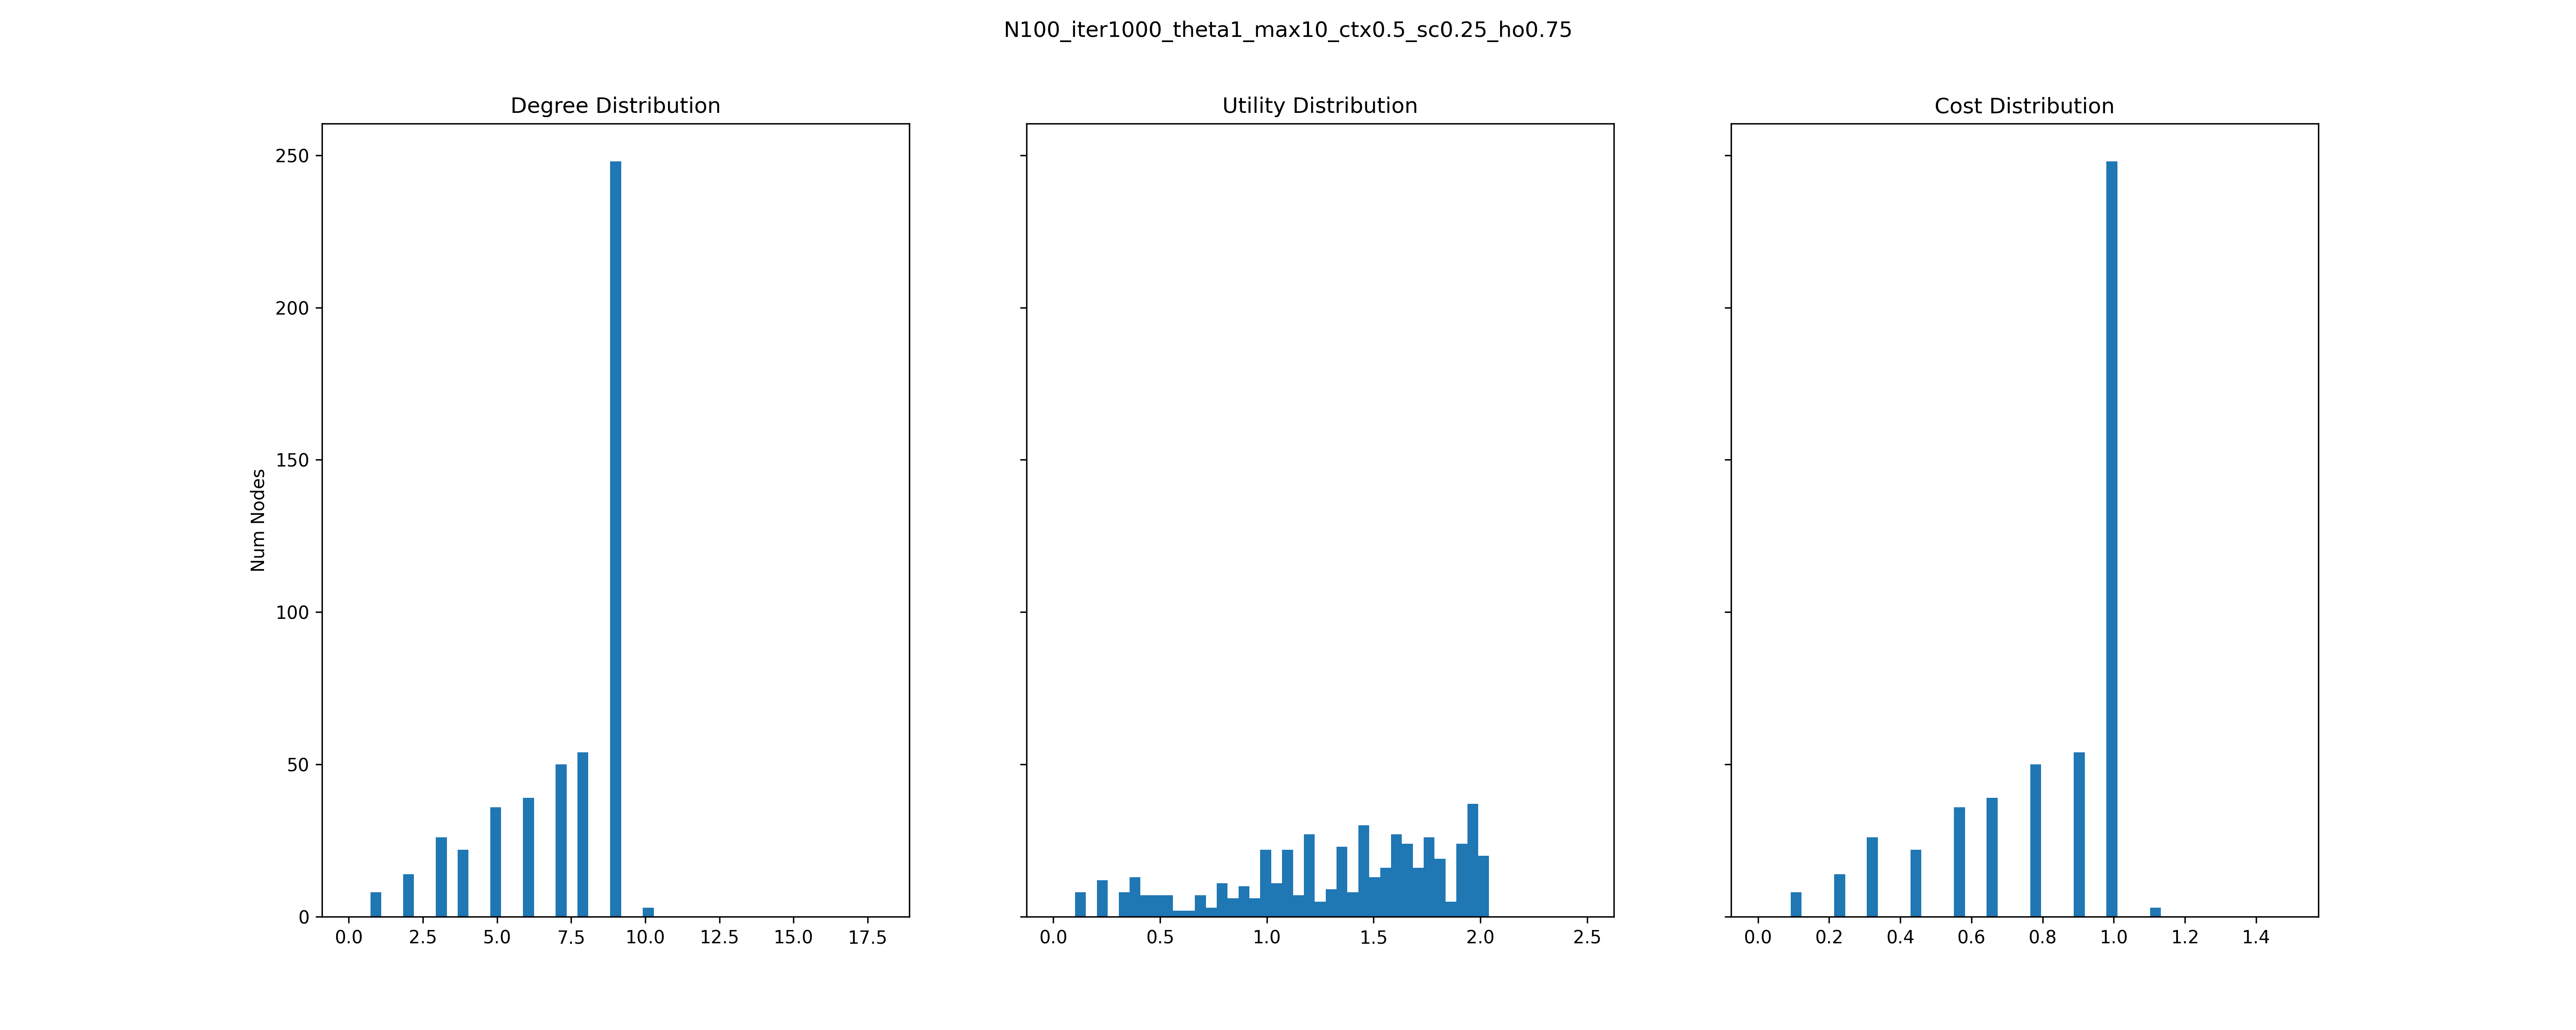 N100_iter1000_theta1_max10_ctx0.5_sc0.25_ho0.75
Degree Distribution
Utility Distribution
Cost Distribution
Num Nodes
250
200
150
100
50
0
0.0 2.5 5.0 7.5 10.0 12.5 15.0 17.5
0.0 0.5 1.0 1.5 2.0 2.5
0.0 0.2 0.4 0.6 0.8 1.0 1.2 1.4